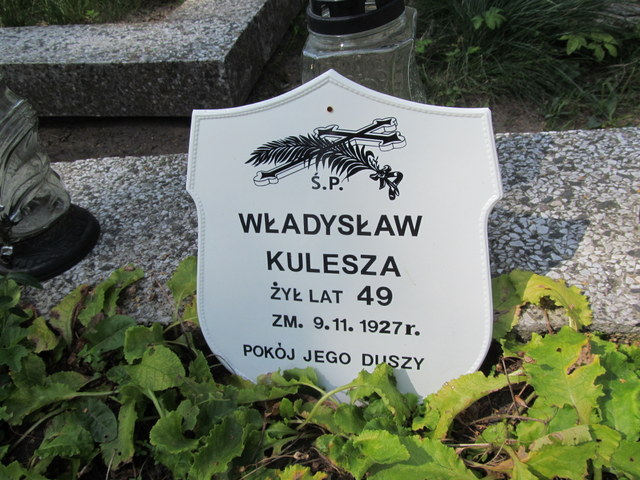 Ś.P.
WŁADYSŁAW
KULESZA
ŻYŁ LAT 49
ZM. 9.11.1927r.
POKÓJ JEGO DUSZY